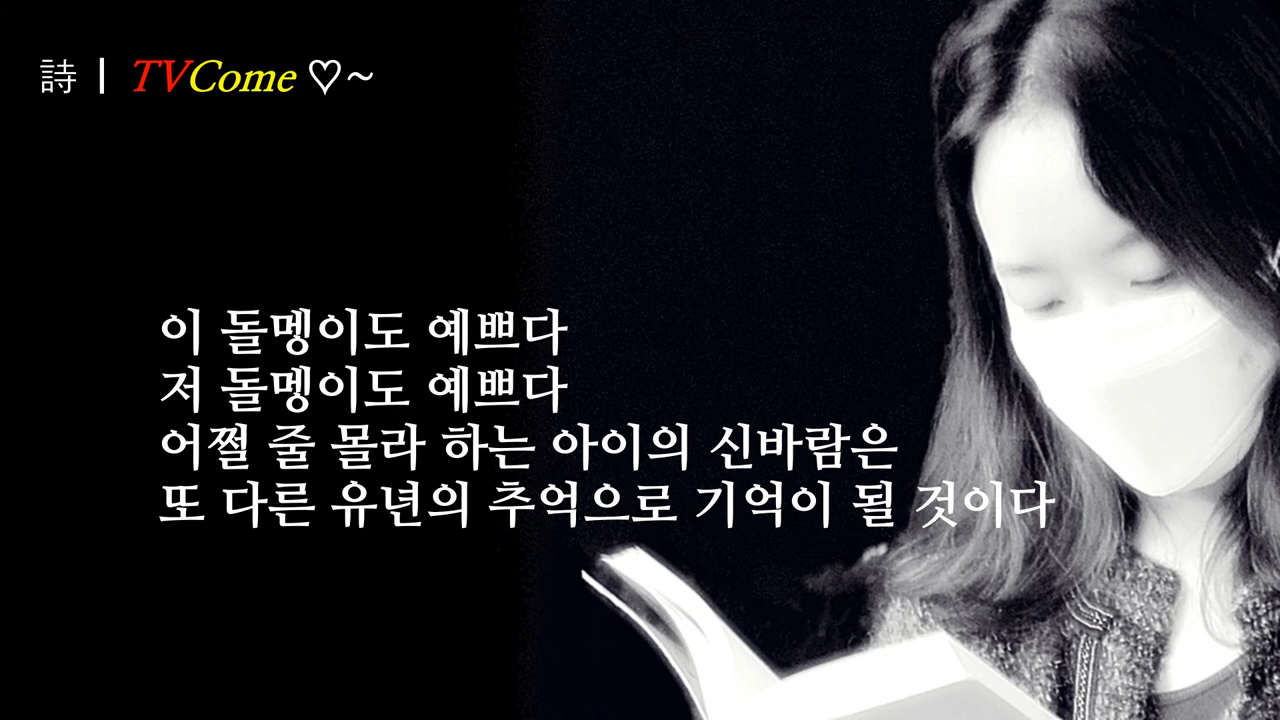 詩 | TVCome ♡~
이 돌멩이도 예쁘다
저 돌멩이도 예쁘다
어쩔 줄 몰라 하는 아이의 신바람은
또 다른 유년의 추억으로 기억이 될 것이다